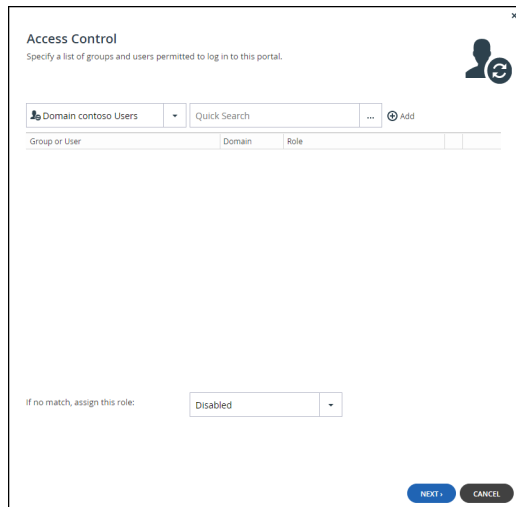 Access Control
Specify a list of groups and users permitted to log in to this portal.
Domain contoso Users
Quick Search
...
Add
Group or User Domain Role
If no match, assign this role:
Disabled
NEXT ›
CANCEL